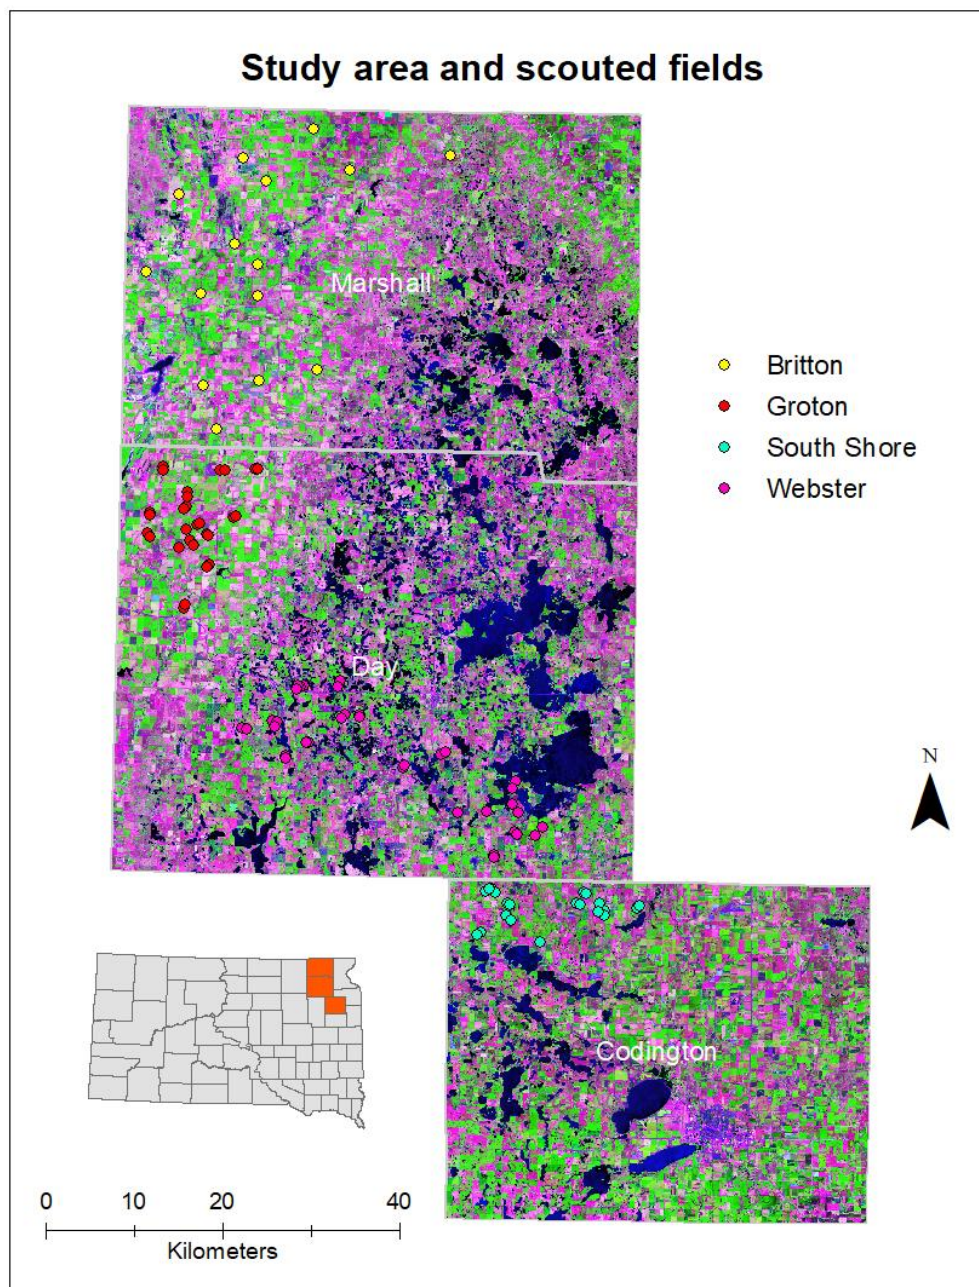 Study area and scouted fields
Marshall
Britton
Groton
South Shore
Webster
Day
N
Codington
0 10 20 40
Kilometers